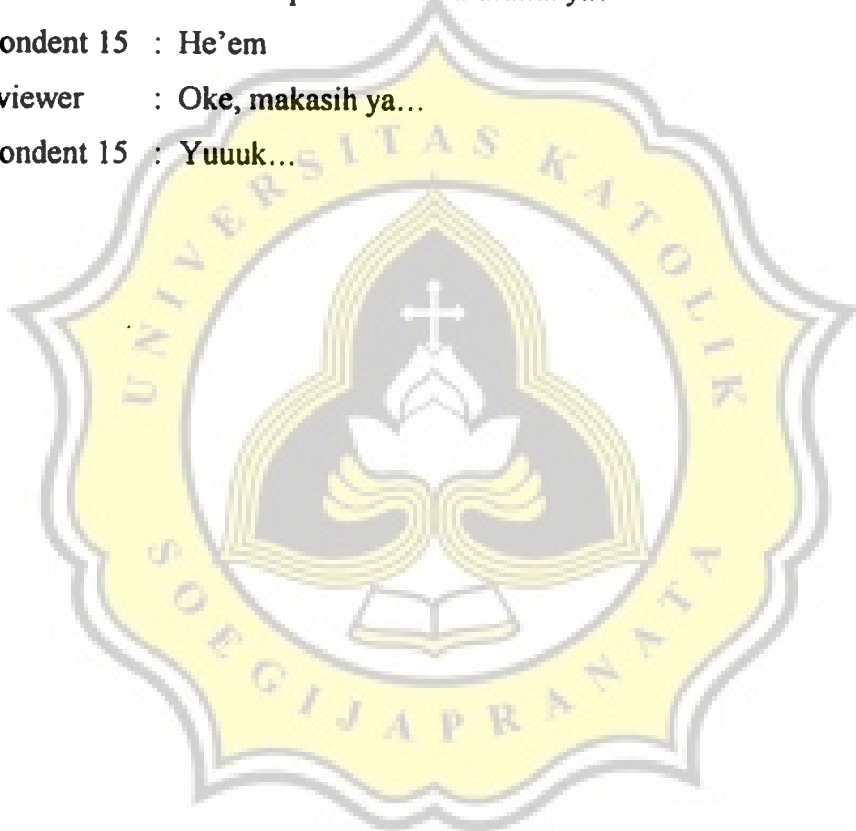 ondent 15 : He'em
viewer : Oke, makasih ya...
ondent 15 : Yuuuk...
UNIVERSITAS KATOLIK
SOEGIJAPRANATA